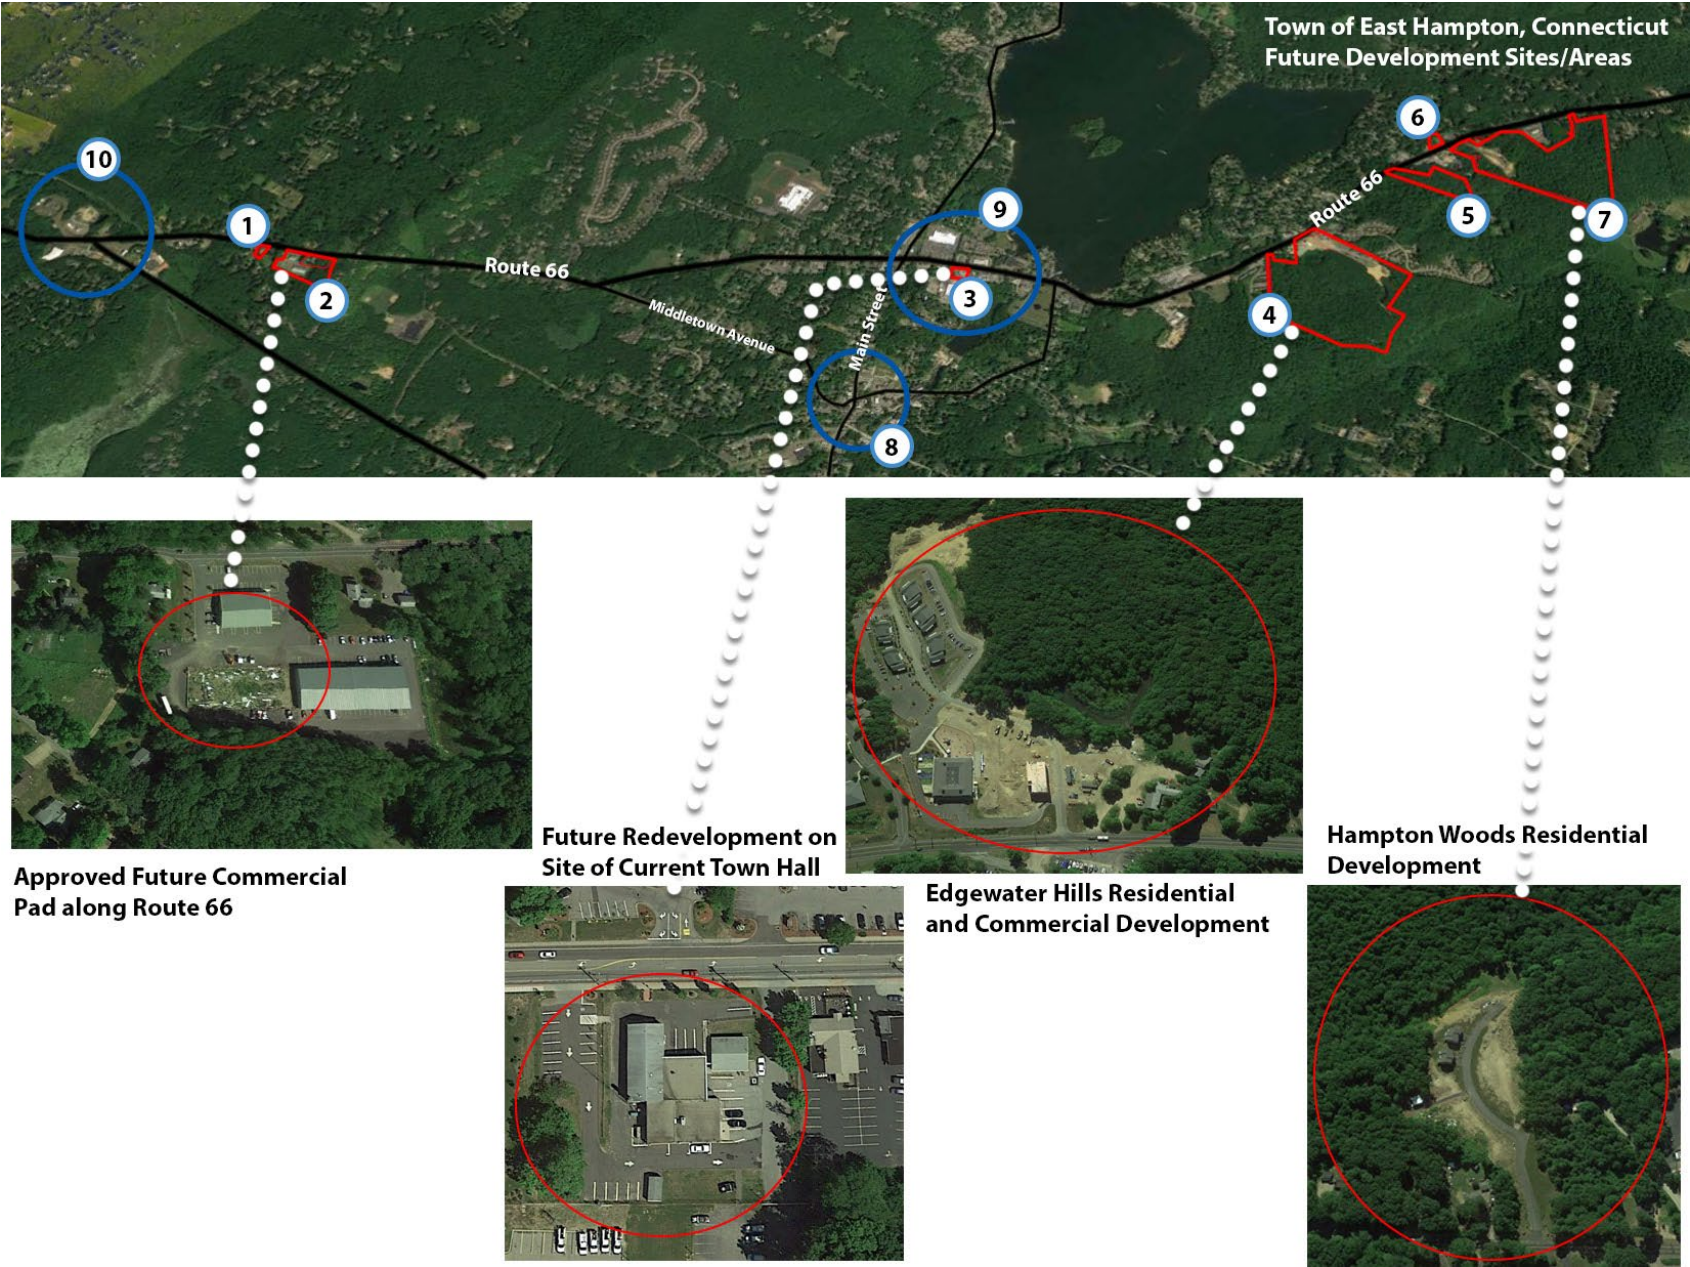 Town of East Hampton, Connecticut
Future Development Sites/Areas
10
1
2
Route 66
Middletown Avenue
Main Street
9
3
8
Route 66
4
6
5
7
Approved Future Commercial
Pad along Route 66
Future Redevelopment on
Site of Current Town Hall
Edgewater Hills Residential
and Commercial Development
Hampton Woods Residential
Development